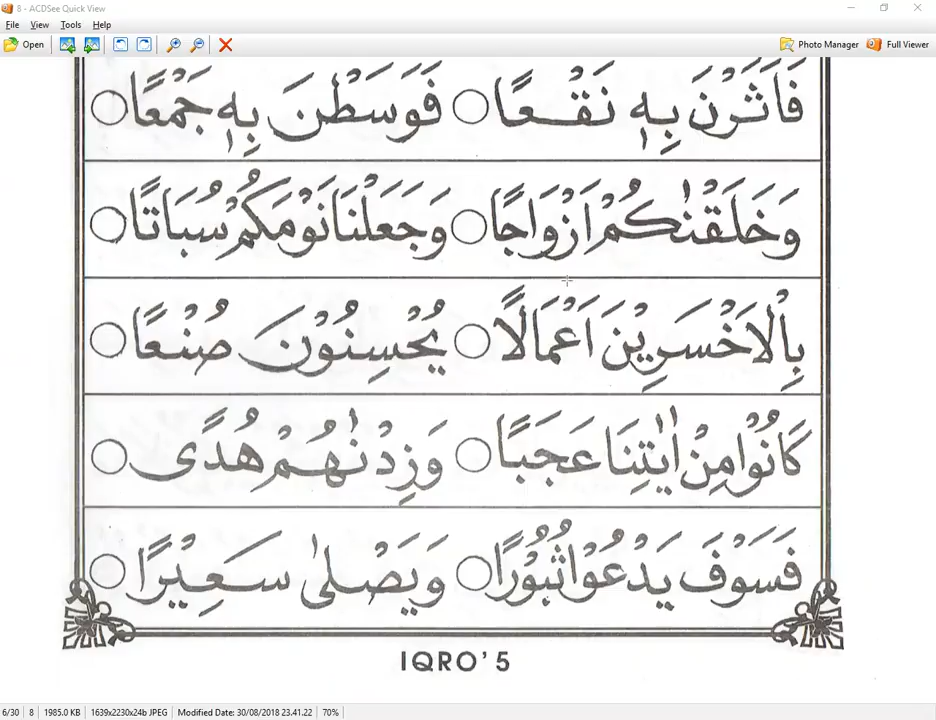 8 - ACDSee Quick View
File View Tools Help
Open Photo Manager Full Viewer
فَاَثَرْنَ بِهٖ نَقْعًا ○ فَوَسَطْنَ بِهٖ جَمْعًا ○
وَخَلَقْنٰكُمْ اَزْوَاجًا ○ وَجَعَلْنَا نَوْمَكُمْ سُبَاتًا ○
بِالْاَخْسَرِيْنَ اَعْمَالًا ○ يُحْسِنُوْنَ صُنْعًا ○
كَانُوْا مِنْ اٰيٰتِنَا عَجَبًا ○ وَزِدْنٰهُمْ هُدًى ○
فَسَوْفَ يَدْعُوْا ثُبُوْرًا ○ وَيَصْلٰى سَعِيْرًا ○
IQRO' 5
6/30 8 1985.0 KB 1639x2230x24b JPEG Modified Date: 30/08/2018 23.41.22 70%